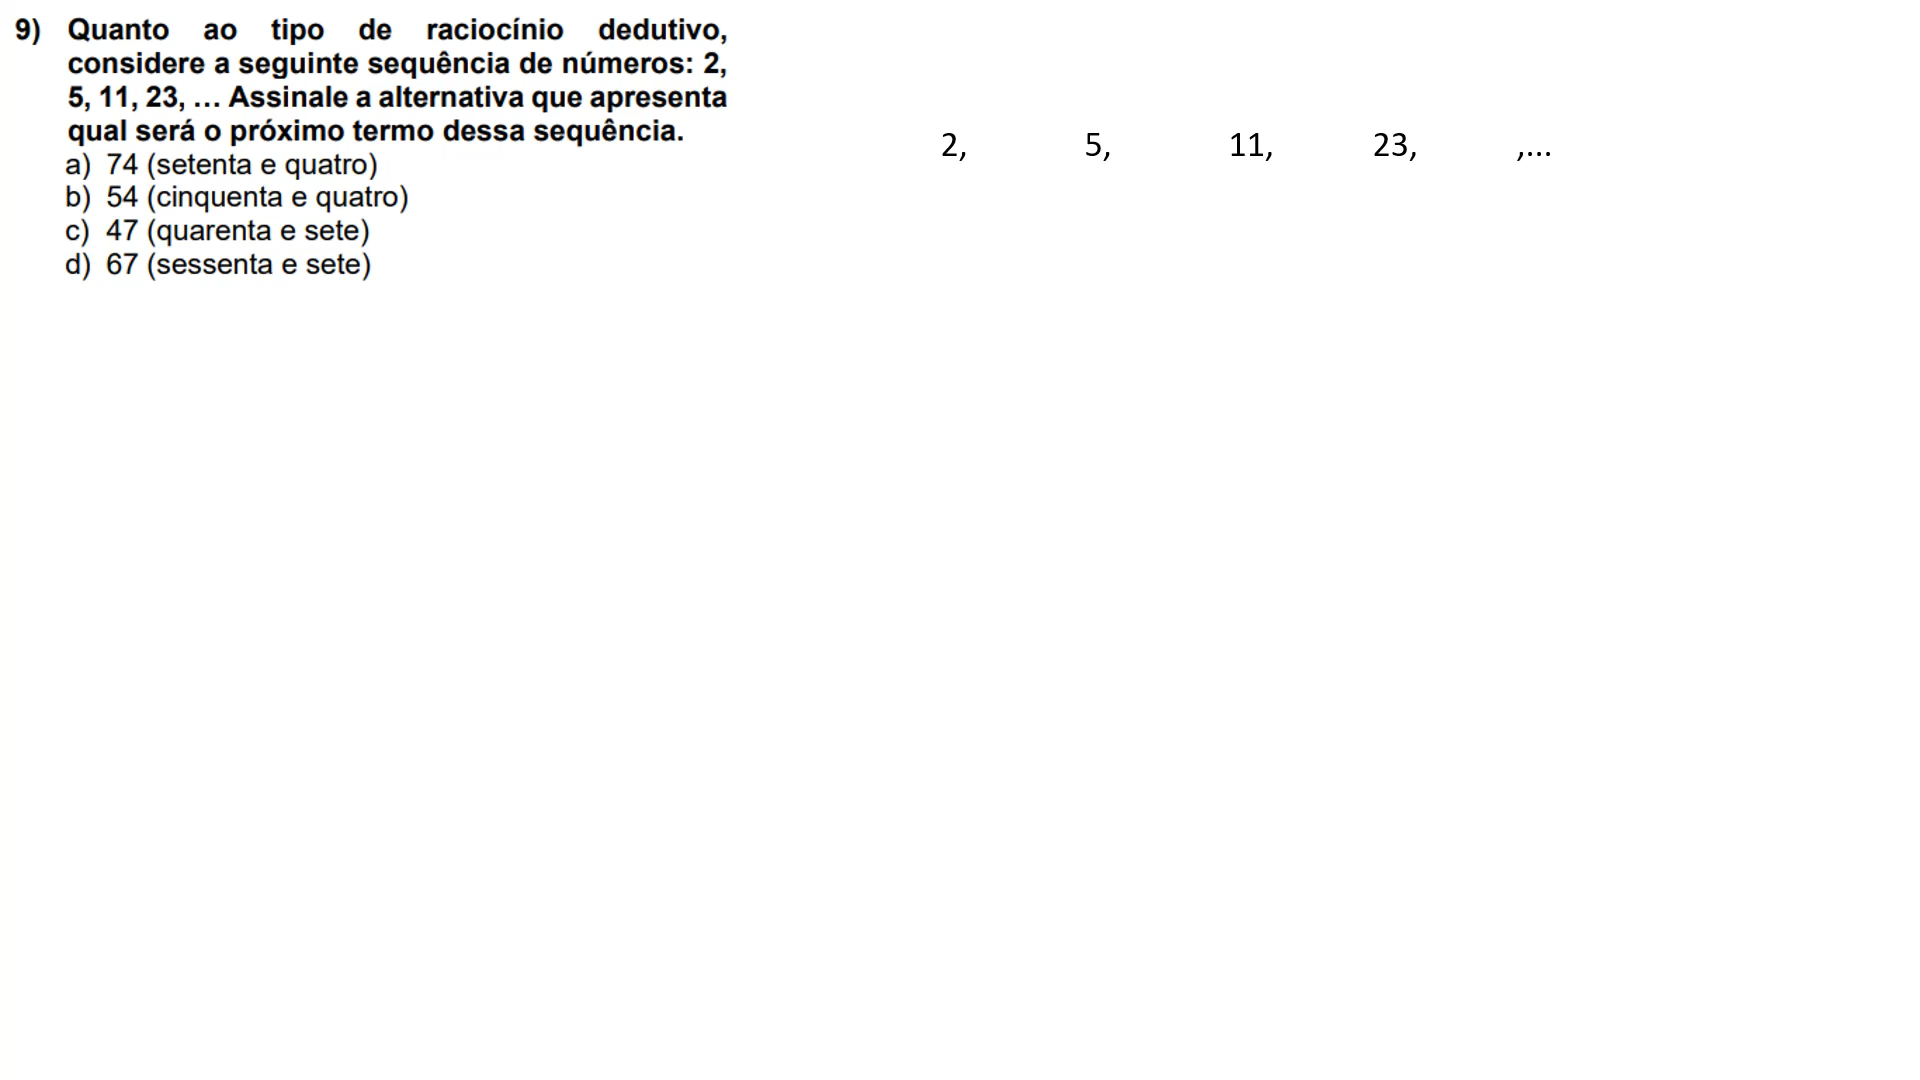 9) Quanto ao tipo de raciocínio dedutivo,
considere a seguinte sequência de números: 2,
5, 11, 23, ... Assinale a alternativa que apresenta
qual será o próximo termo dessa sequência.
a) 74 (setenta e quatro)
b) 54 (cinquenta e quatro)
c) 47 (quarenta e sete)
d) 67 (sessenta e sete)
2, 5, 11, 23, ,...